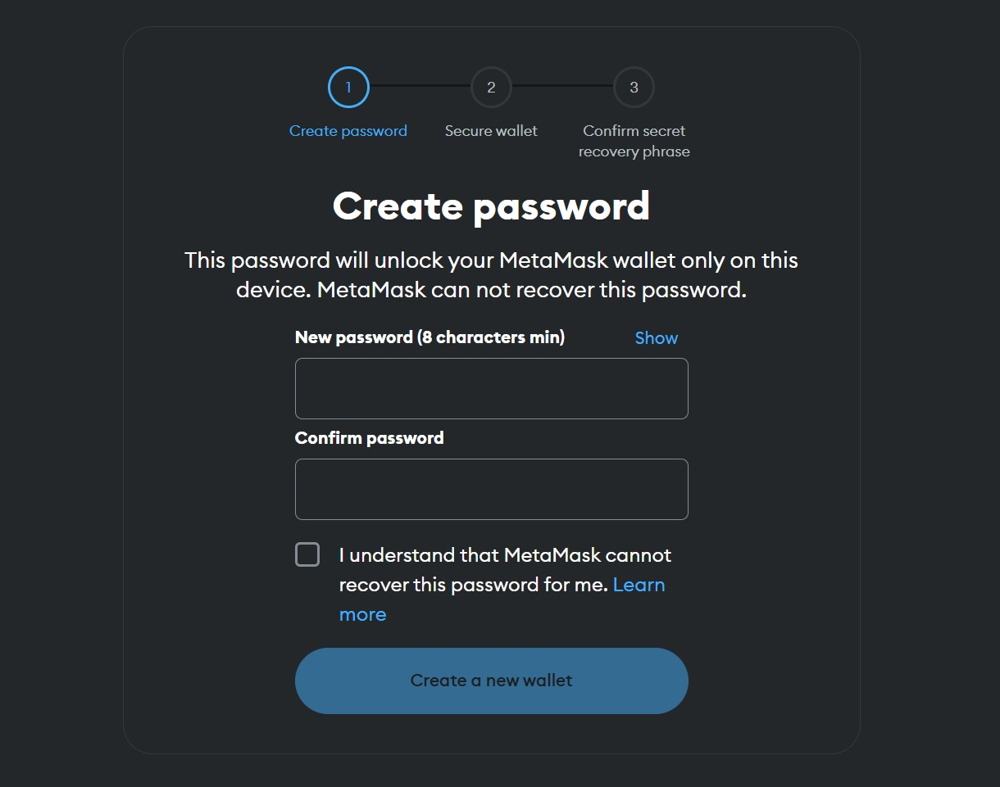 1
2
3
Create password
Secure wallet
Confirm secret
recovery phrase
Create password
This password will unlock your MetaMask wallet only on this
device. MetaMask can not recover this password.
New password (8 characters min)
Show
Confirm password
I understand that MetaMask cannot
recover this password for me. Learn
more
Create a new wallet